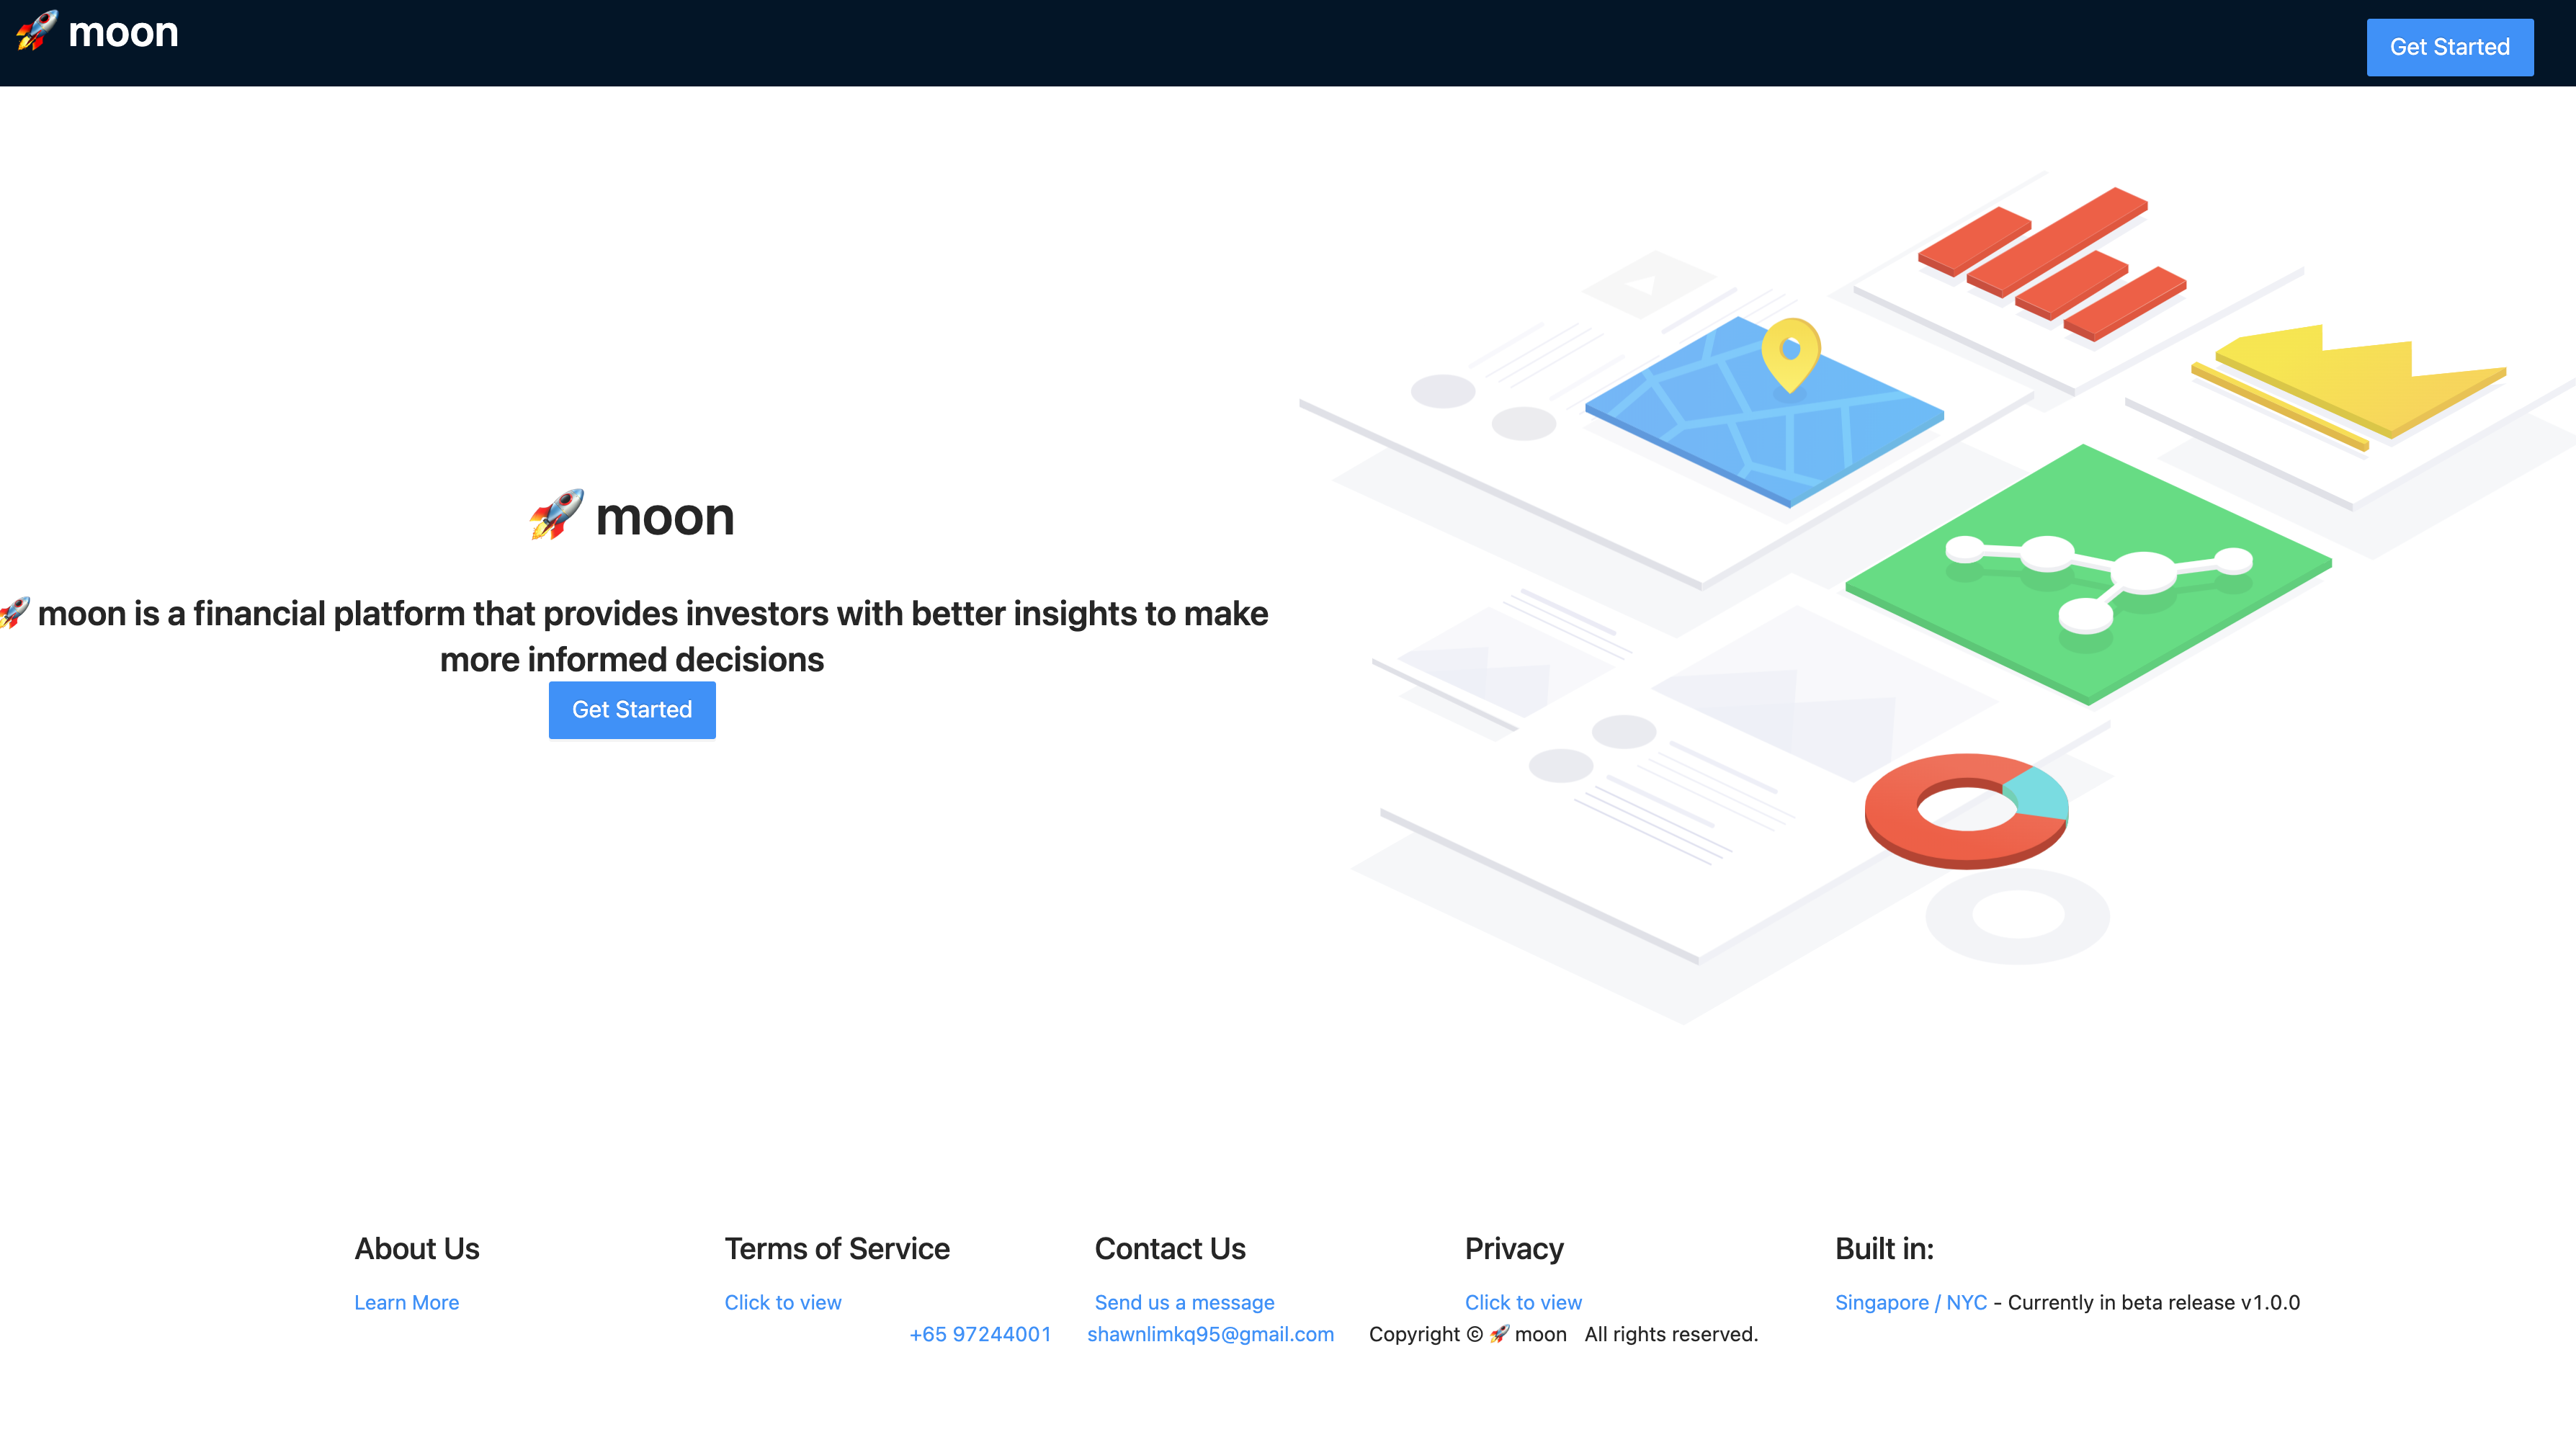 🚀 moon
Get Started
🚀 moon
🚀 moon is a financial platform that provides investors with better insights to make
more informed decisions
Get Started
About Us
Learn More
Terms of Service
Click to view
Contact Us
Send us a message
Privacy
Click to view
Built in:
Singapore / NYC - Currently in beta release v1.0.0
+65 97244001 shawnlimkq95@gmail.com Copyright © 🚀 moon All rights reserved.